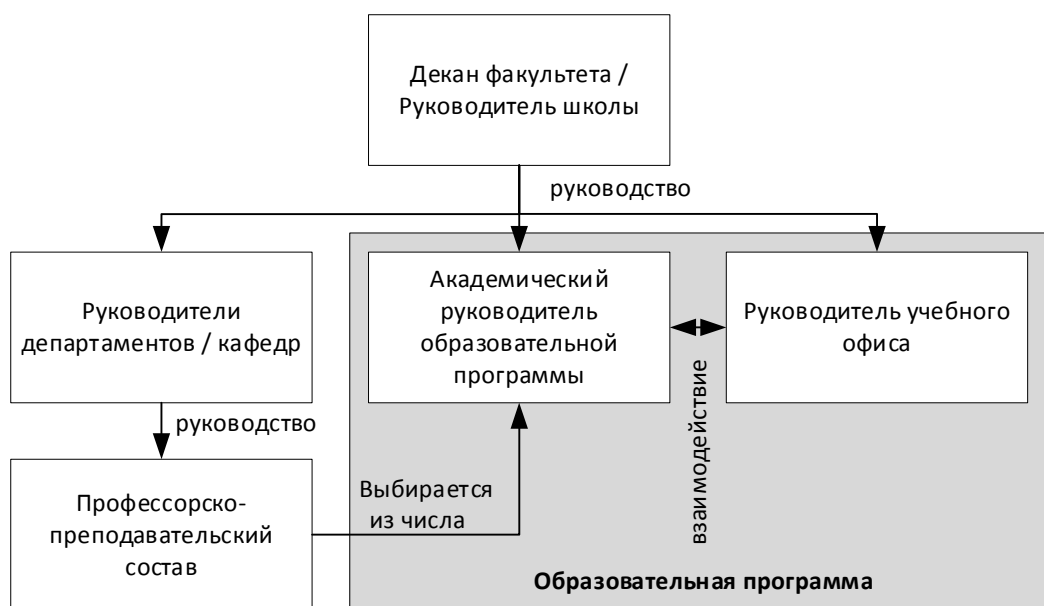 Декан факультета /
Руководитель школы
руководство
Руководители
департаментов / кафедр
Академический
руководитель
образовательной
программы
Руководитель учебного
офиса
взаимодействие
руководство
Профессорско-
преподавательский
состав
Выбирается
из числа
Образовательная программа